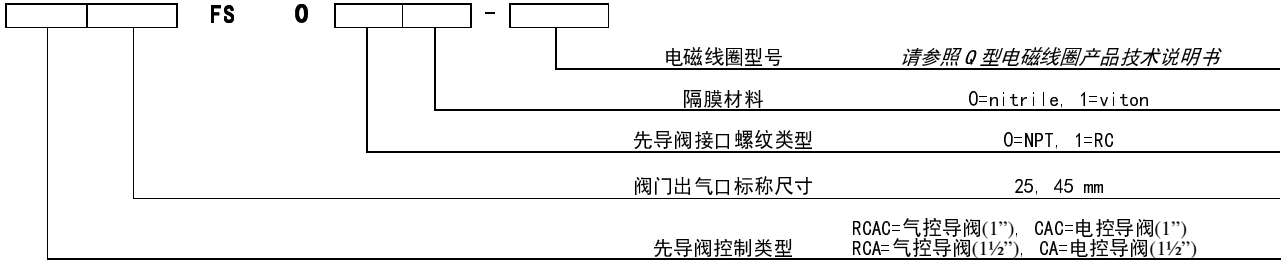 FS 0 -
电磁线圈型号 请参照 Q 型电磁线圈产品技术说明书
隔膜材料 0=nitrile, 1=viton
先导阀接口螺纹类型 0=NPT, 1=RC
阀门出气口标称尺寸 25, 45 mm
RCAC=气控导阀(1”), CAC=电控导阀(1”)
先导阀控制类型 RCA=气控导阀(1½”), CA=电控导阀(1½”)